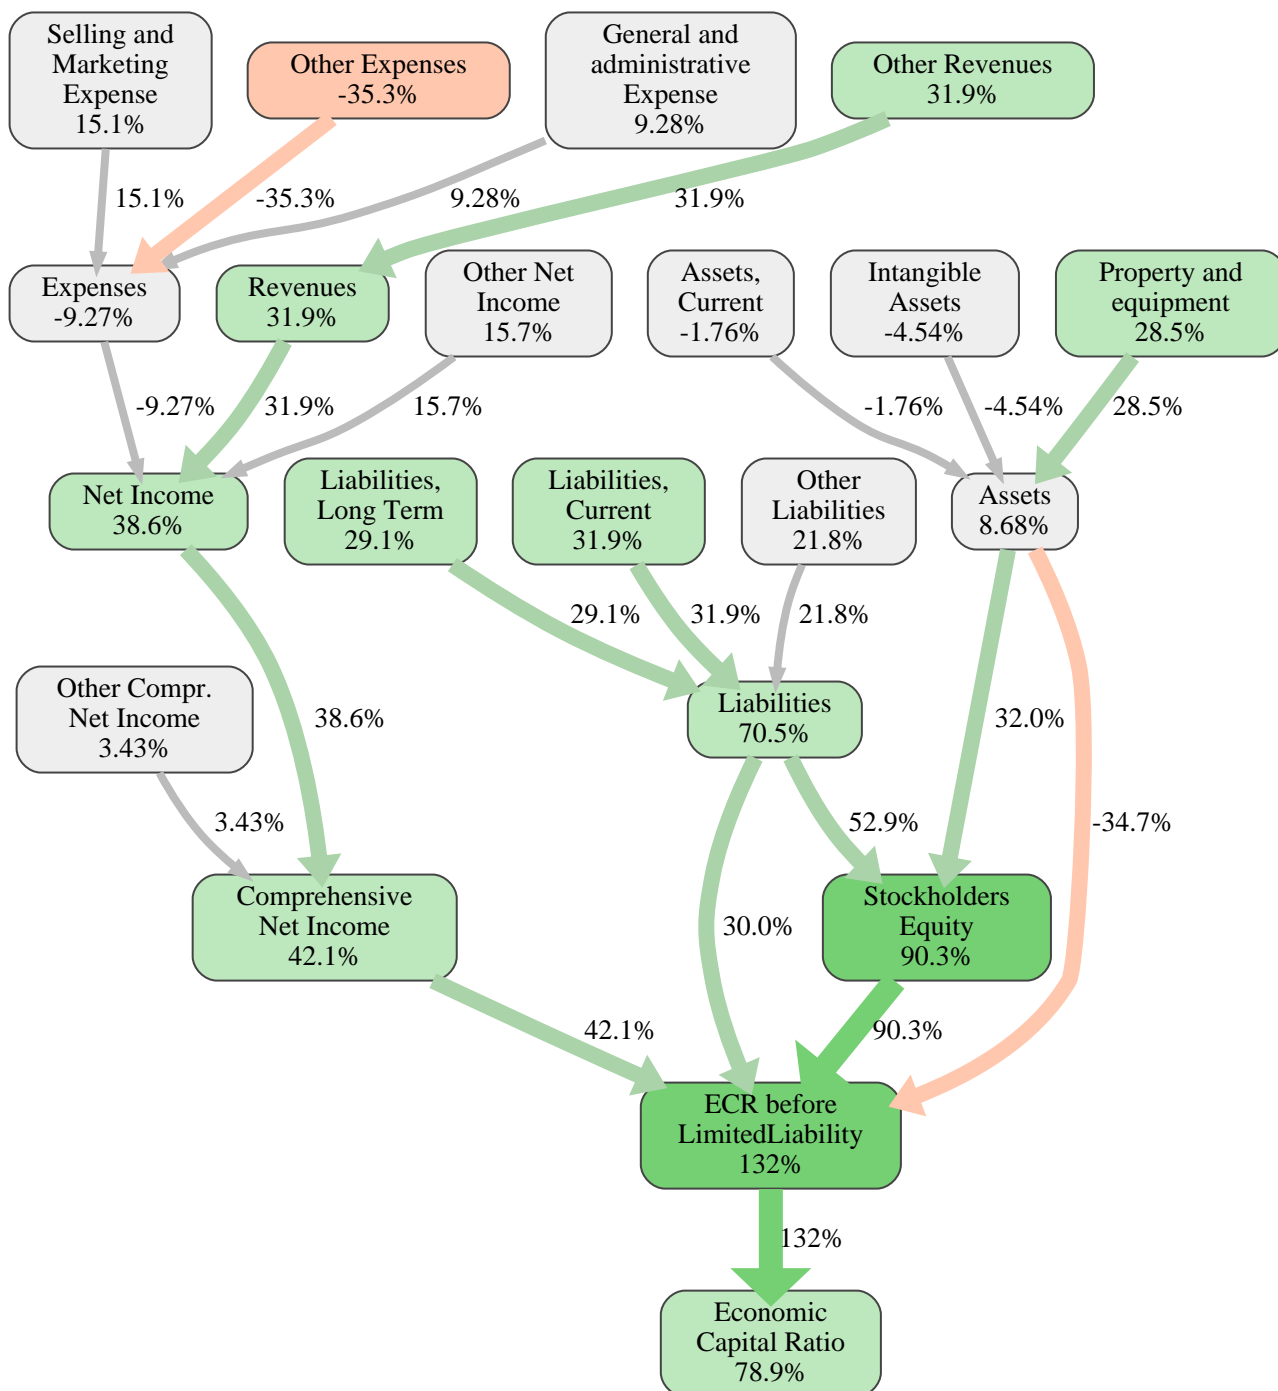 Selling and
Marketing
Expense
15.1%
Other Expenses
-35.3%
General and
administrative
Expense
9.28%
Other Revenues
31.9%
15.1%
-35.3%
9.28%
31.9%
Expenses
-9.27%
Revenues
31.9%
Other Net
Income
15.7%
Assets,
Current
-1.76%
Intangible
Assets
-4.54%
Property and
equipment
28.5%
-9.27%
31.9%
15.7%
-1.76%
-4.54%
28.5%
Net Income
38.6%
Liabilities,
Long Term
29.1%
Liabilities,
Current
31.9%
Other
Liabilities
21.8%
Assets
8.68%
29.1%
31.9%
21.8%
Other Compr.
Net Income
3.43%
38.6%
Liabilities
70.5%
32.0%
3.43%
52.9%
-34.7%
Comprehensive
Net Income
42.1%
30.0%
Stockholders
Equity
90.3%
42.1%
90.3%
ECR before
LimitedLiability
132%
132%
Economic
Capital Ratio
78.9%